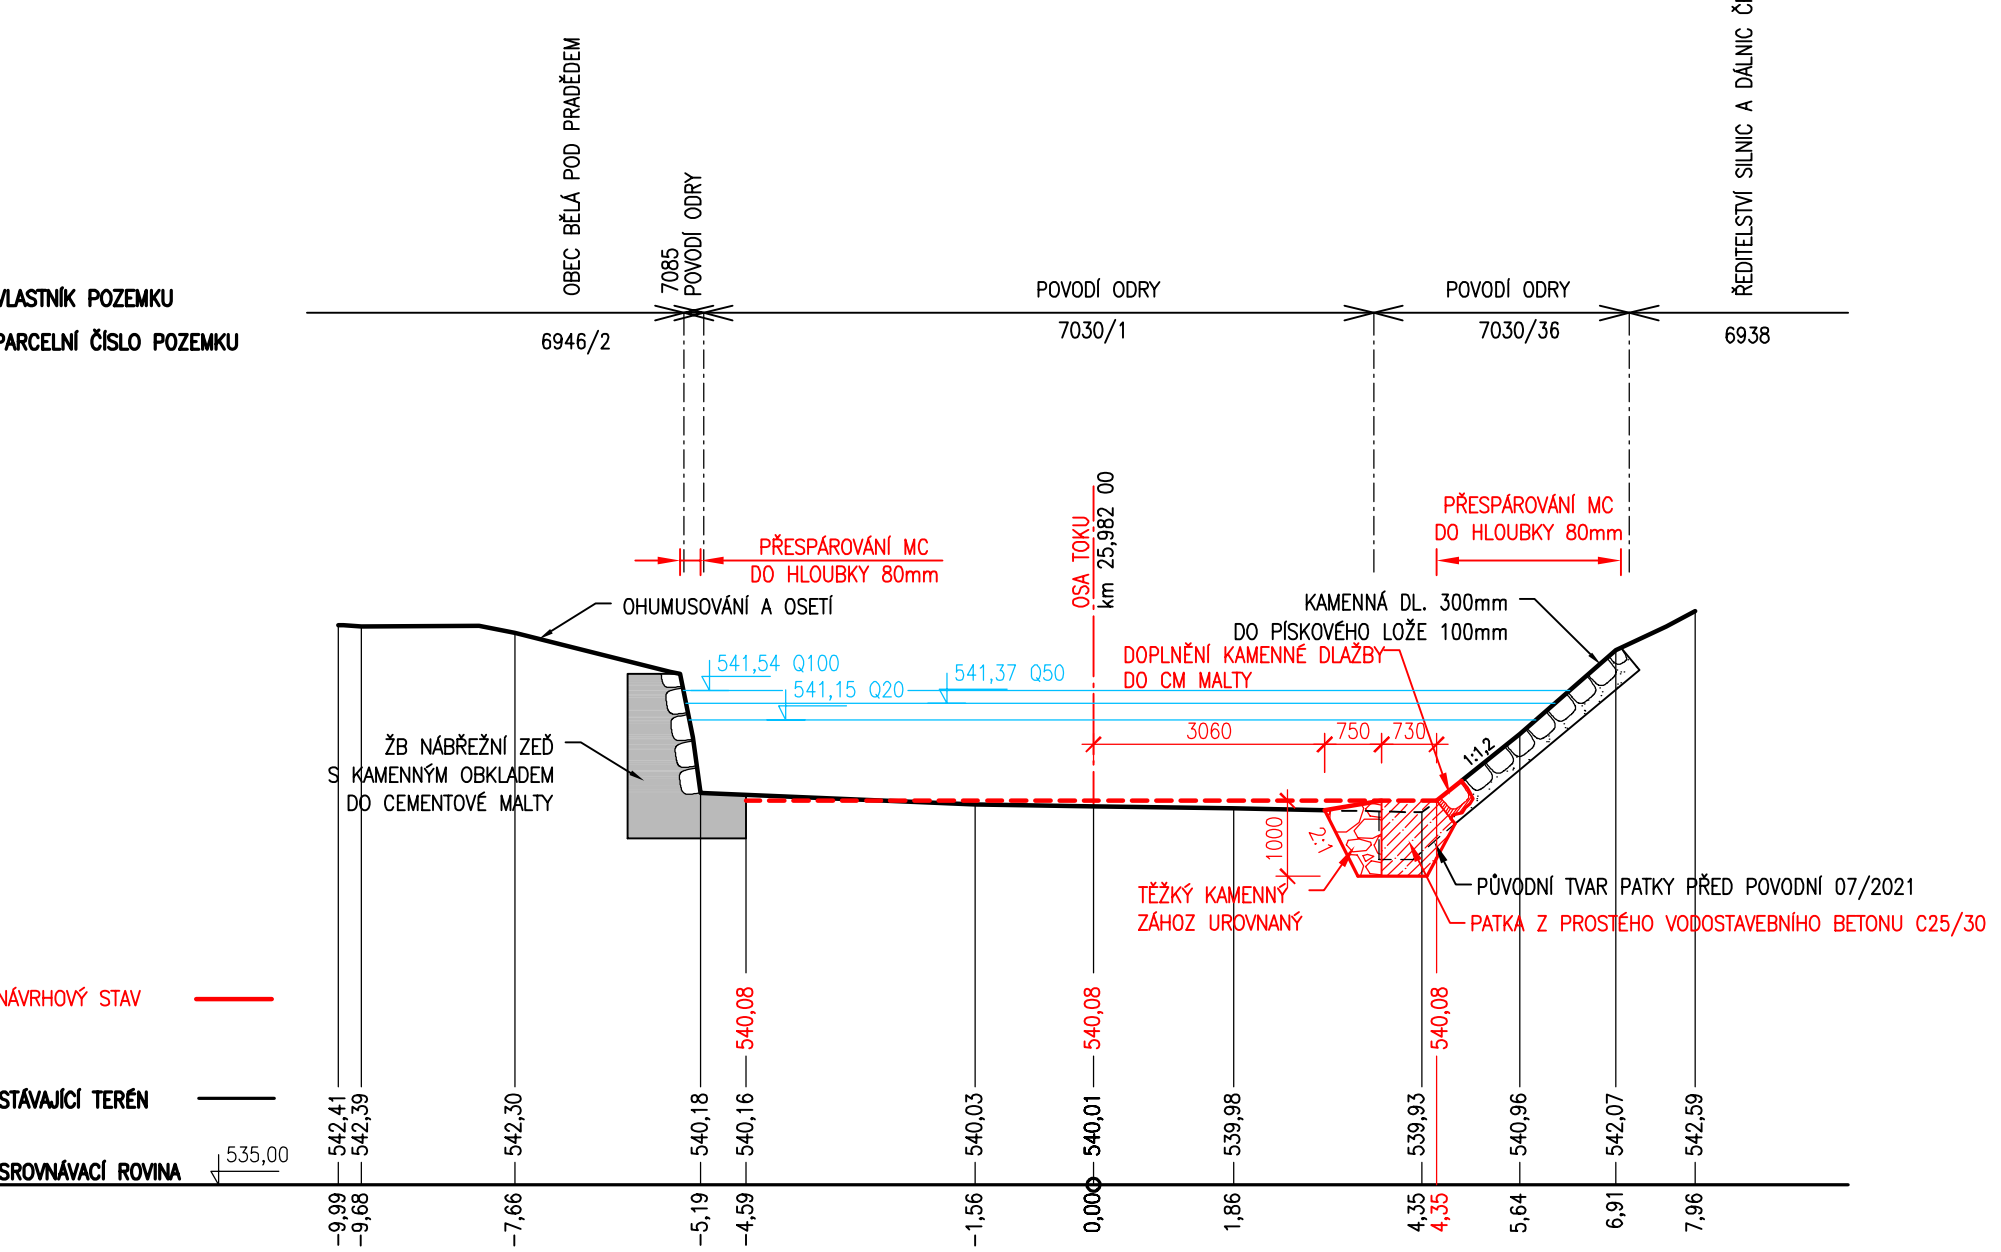 OBEC BĚLÁ POD PRADĚDEM
7085
POVODÍ ODRY
ŘEDITELSTVÍ SILNIC A DÁLNIC
VLASTNÍK POZEMKU
POVODÍ ODRY
POVODÍ ODRY
PARCELNÍ ČÍSLO POZEMKU
6946/2
7030/1
7030/36
6938
OSA TOKU
km 25,982 00
PŘESPÁROVÁNÍ MC
DO HLOUBKY 80mm
PŘESPÁROVÁNÍ MC
DO HLOUBKY 80mm
OHUMUSOVÁNÍ A OSETÍ
KAMENNÁ DL. 300mm
DO PÍSKOVÉHO LOŽE 100mm
DOPLNĚNÍ KAMENNÉ DLAŽBY
DO CM MALTY
541,54 Q100
541,37 Q50
541,15 Q20
3060
750
730
1:1,2
ŽB NÁBŘEŽNÍ ZEĎ
S KAMENNÝM OBKLADEM
DO CEMENTOVÉ MALTY
1000
2:1
TĚŽKÝ KAMENNÝ
ZÁHOZ UROVNANÝ
PŮVODNÍ TVAR PATKY PŘED POVODNÍ 07/2021
PATKA Z PROSTÉHO VODOSTAVEBNÍHO BETONU C25/30
NÁVRHOVÝ STAV
540,08
540,08
540,08
STÁVAJÍCÍ TERÉN
542,41
542,39
542,30
540,18
540,16
540,03
540,01
539,98
539,93
540,96
542,07
542,59
SROVNÁVACÍ ROVINA
535,00
-9,99
-9,68
-7,66
-5,19
-4,59
-1,56
0,00
1,86
4,35
4,35
5,64
6,91
7,96